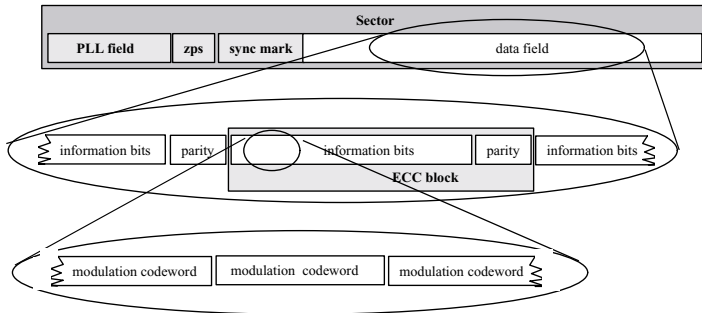 Sector
PLL field zps sync mark data field
information bits parity information bits parity information bits
ECC block
modulation codeword modulation codeword modulation codeword